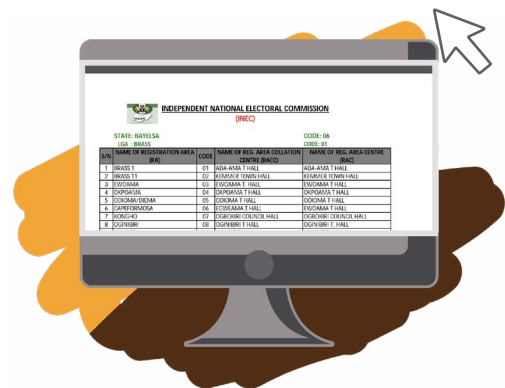 INDEPENDENT NATIONAL ELECTORAL COMMISSION
(INEC)
STATE: BAYELSA CODE: 06
LGA : BRASS CODE: 01
S/N NAME OF REGISTRATION AREA (RA) CODE NAME OF REG. AREA COLLATION CENTRE (RACC) NAME OF REG. AREA CENTRE (RAC)
1 BRASS 1 01 ADA-AMA T HALL ADA-AMA T HALL
2 BRASS 11 02 KEMMER TOWN HALL KEMMER TOWN HALL
3 EWOAMA 03 EWOAMA T. HALL EWOAMA T HALL
4 OKPOAMA 04 OKPOAMA T HALL OKPOAMA T HALL
5 ODIOMA/DIEMA 05 ODIOMA T HALL ODIOMA T HALL
6 CAPEFORMOSA 06 EGWEAMA T HALL EWOAMA T HALL
7 KONGHO 07 OGBOKIRI COUNCIL HALL OGBOKIRI COUNCIL HALL
8 OGINIBIRI 08 OGINIBIRI T HALL OGINIBIRI T. HALL